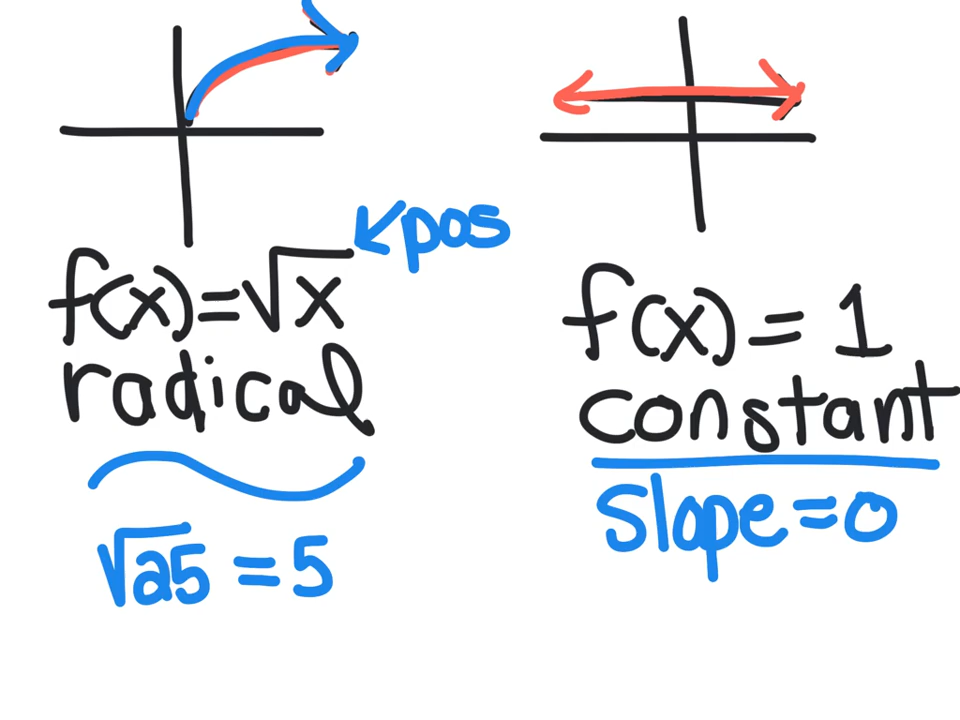 pos
f(x)=√x
radical
√25 = 5
f(x) = 1
constant
slope=0